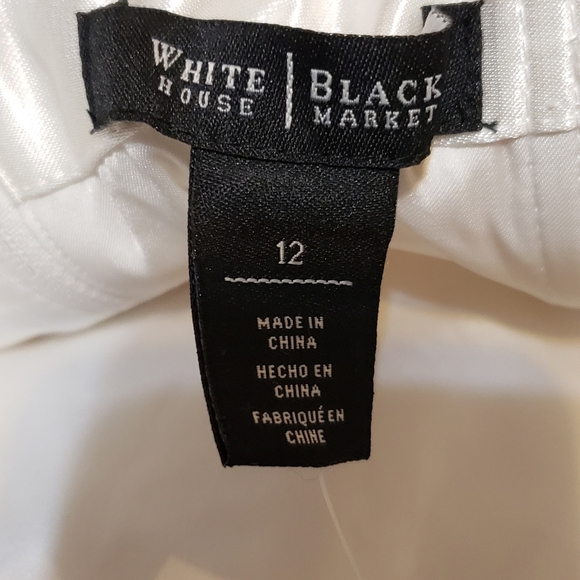 WHITE HOUSE | BLACK MARKET
12
MADE IN
CHINA
HECHO EN
CHINA
FABRIQUÉ EN
CHINE